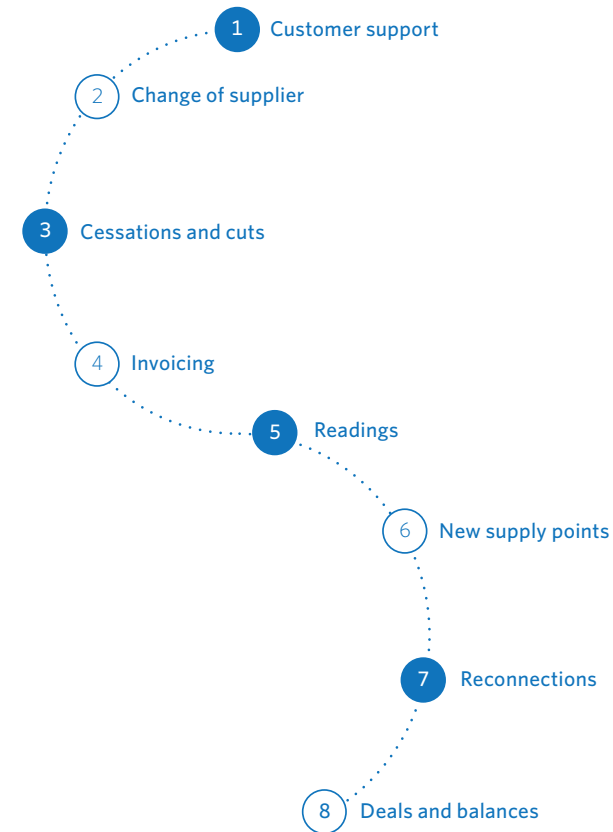 1 Customer support
2 Change of supplier
3 Cessations and cuts
4 Invoicing
5 Readings
6 New supply points
7 Reconnections
8 Deals and balances